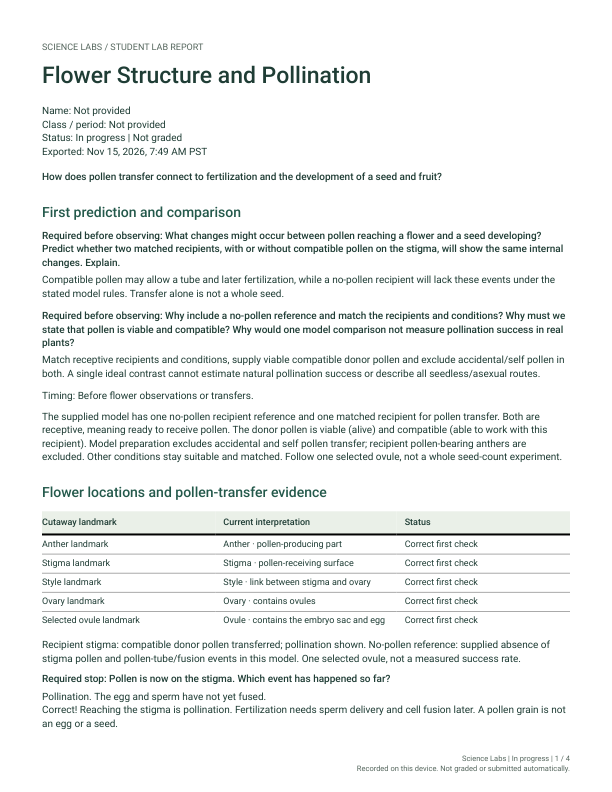 SCIENCE LABS / STUDENT LAB REPORT
Flower Structure and Pollination
Name: Not provided
Class / period: Not provided
Status: In progress | Not graded
Exported: Nov 15, 2026, 7:49 AM PST
How does pollen transfer connect to fertilization and the development of a seed and fruit?
First prediction and comparison
Required before observing: What changes might occur between pollen reaching a flower and a seed developing?
Predict whether two matched recipients, with or without compatible pollen on the stigma, will show the same internal
changes. Explain.
Compatible pollen may allow a tube and later fertilization, while a no-pollen recipient will lack these events under the
stated model rules. Transfer alone is not a whole seed.
Required before observing: Why include a no-pollen reference and match the recipients and conditions? Why must we
state that pollen is viable and compatible? Why would one model comparison not measure pollination success in real
plants?
Match receptive recipients and conditions, supply viable compatible donor pollen and exclude accidental/self pollen in
both. A single ideal contrast cannot estimate natural pollination success or describe all seedless/asexual routes.
Timing: Before flower observations or transfers.
The supplied model has one no-pollen recipient reference and one matched recipient for pollen transfer. Both are
receptive, meaning ready to receive pollen. The donor pollen is viable (alive) and compatible (able to work with this
recipient). Model preparation excludes accidental and self pollen transfer; recipient pollen-bearing anthers are
excluded. Other conditions stay suitable and matched. Follow one selected ovule, not a whole seed-count experiment.
Flower locations and pollen-transfer evidence
Cutaway landmark Current interpretation Status
Anther landmark Anther · pollen-producing part Correct first check
Stigma landmark Stigma · pollen-receiving surface Correct first check
Style landmark Style · link between stigma and ovary Correct first check
Ovary landmark Ovary · contains ovules Correct first check
Selected ovule landmark Ovule · contains the embryo sac and egg Correct first check
Recipient stigma: compatible donor pollen transferred; pollination shown. No-pollen reference: supplied absence of
stigma pollen and pollen-tube/fusion events in this model. One selected ovule, not a measured success rate.
Required stop: Pollen is now on the stigma. Which event has happened so far?
Pollination. The egg and sperm have not yet fused.
Correct! Reaching the stigma is pollination. Fertilization needs sperm delivery and cell fusion later. A pollen grain is not
an egg or a seed.
Science Labs | In progress | 1 / 4
Recorded on this device. Not graded or submitted automatically.